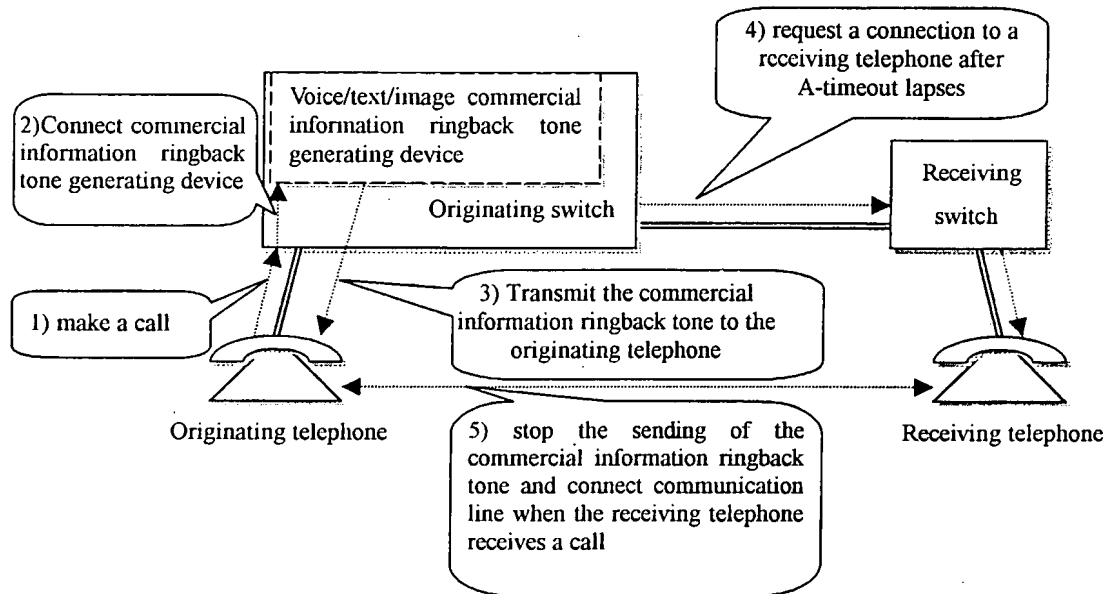 4) request a connection to a
receiving telephone after
A-timeout lapses
Voice/text/image commercial
information ringback tone
generating device
2)Connect commercial
information ringback
tone generating device
Originating switch
Receiving
switch
1) make a call
3) Transmit the commercial
information ringback tone to the
originating telephone
Originating telephone
Receiving telephone
5) stop the sending of the
commercial information ringback
tone and connect communication
line when the receiving telephone
receives a call